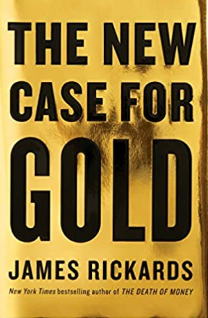 THE NEW
CASE FOR
GOLD
JAMES RICKARDS
New York Times bestselling author of THE DEATH OF MONEY